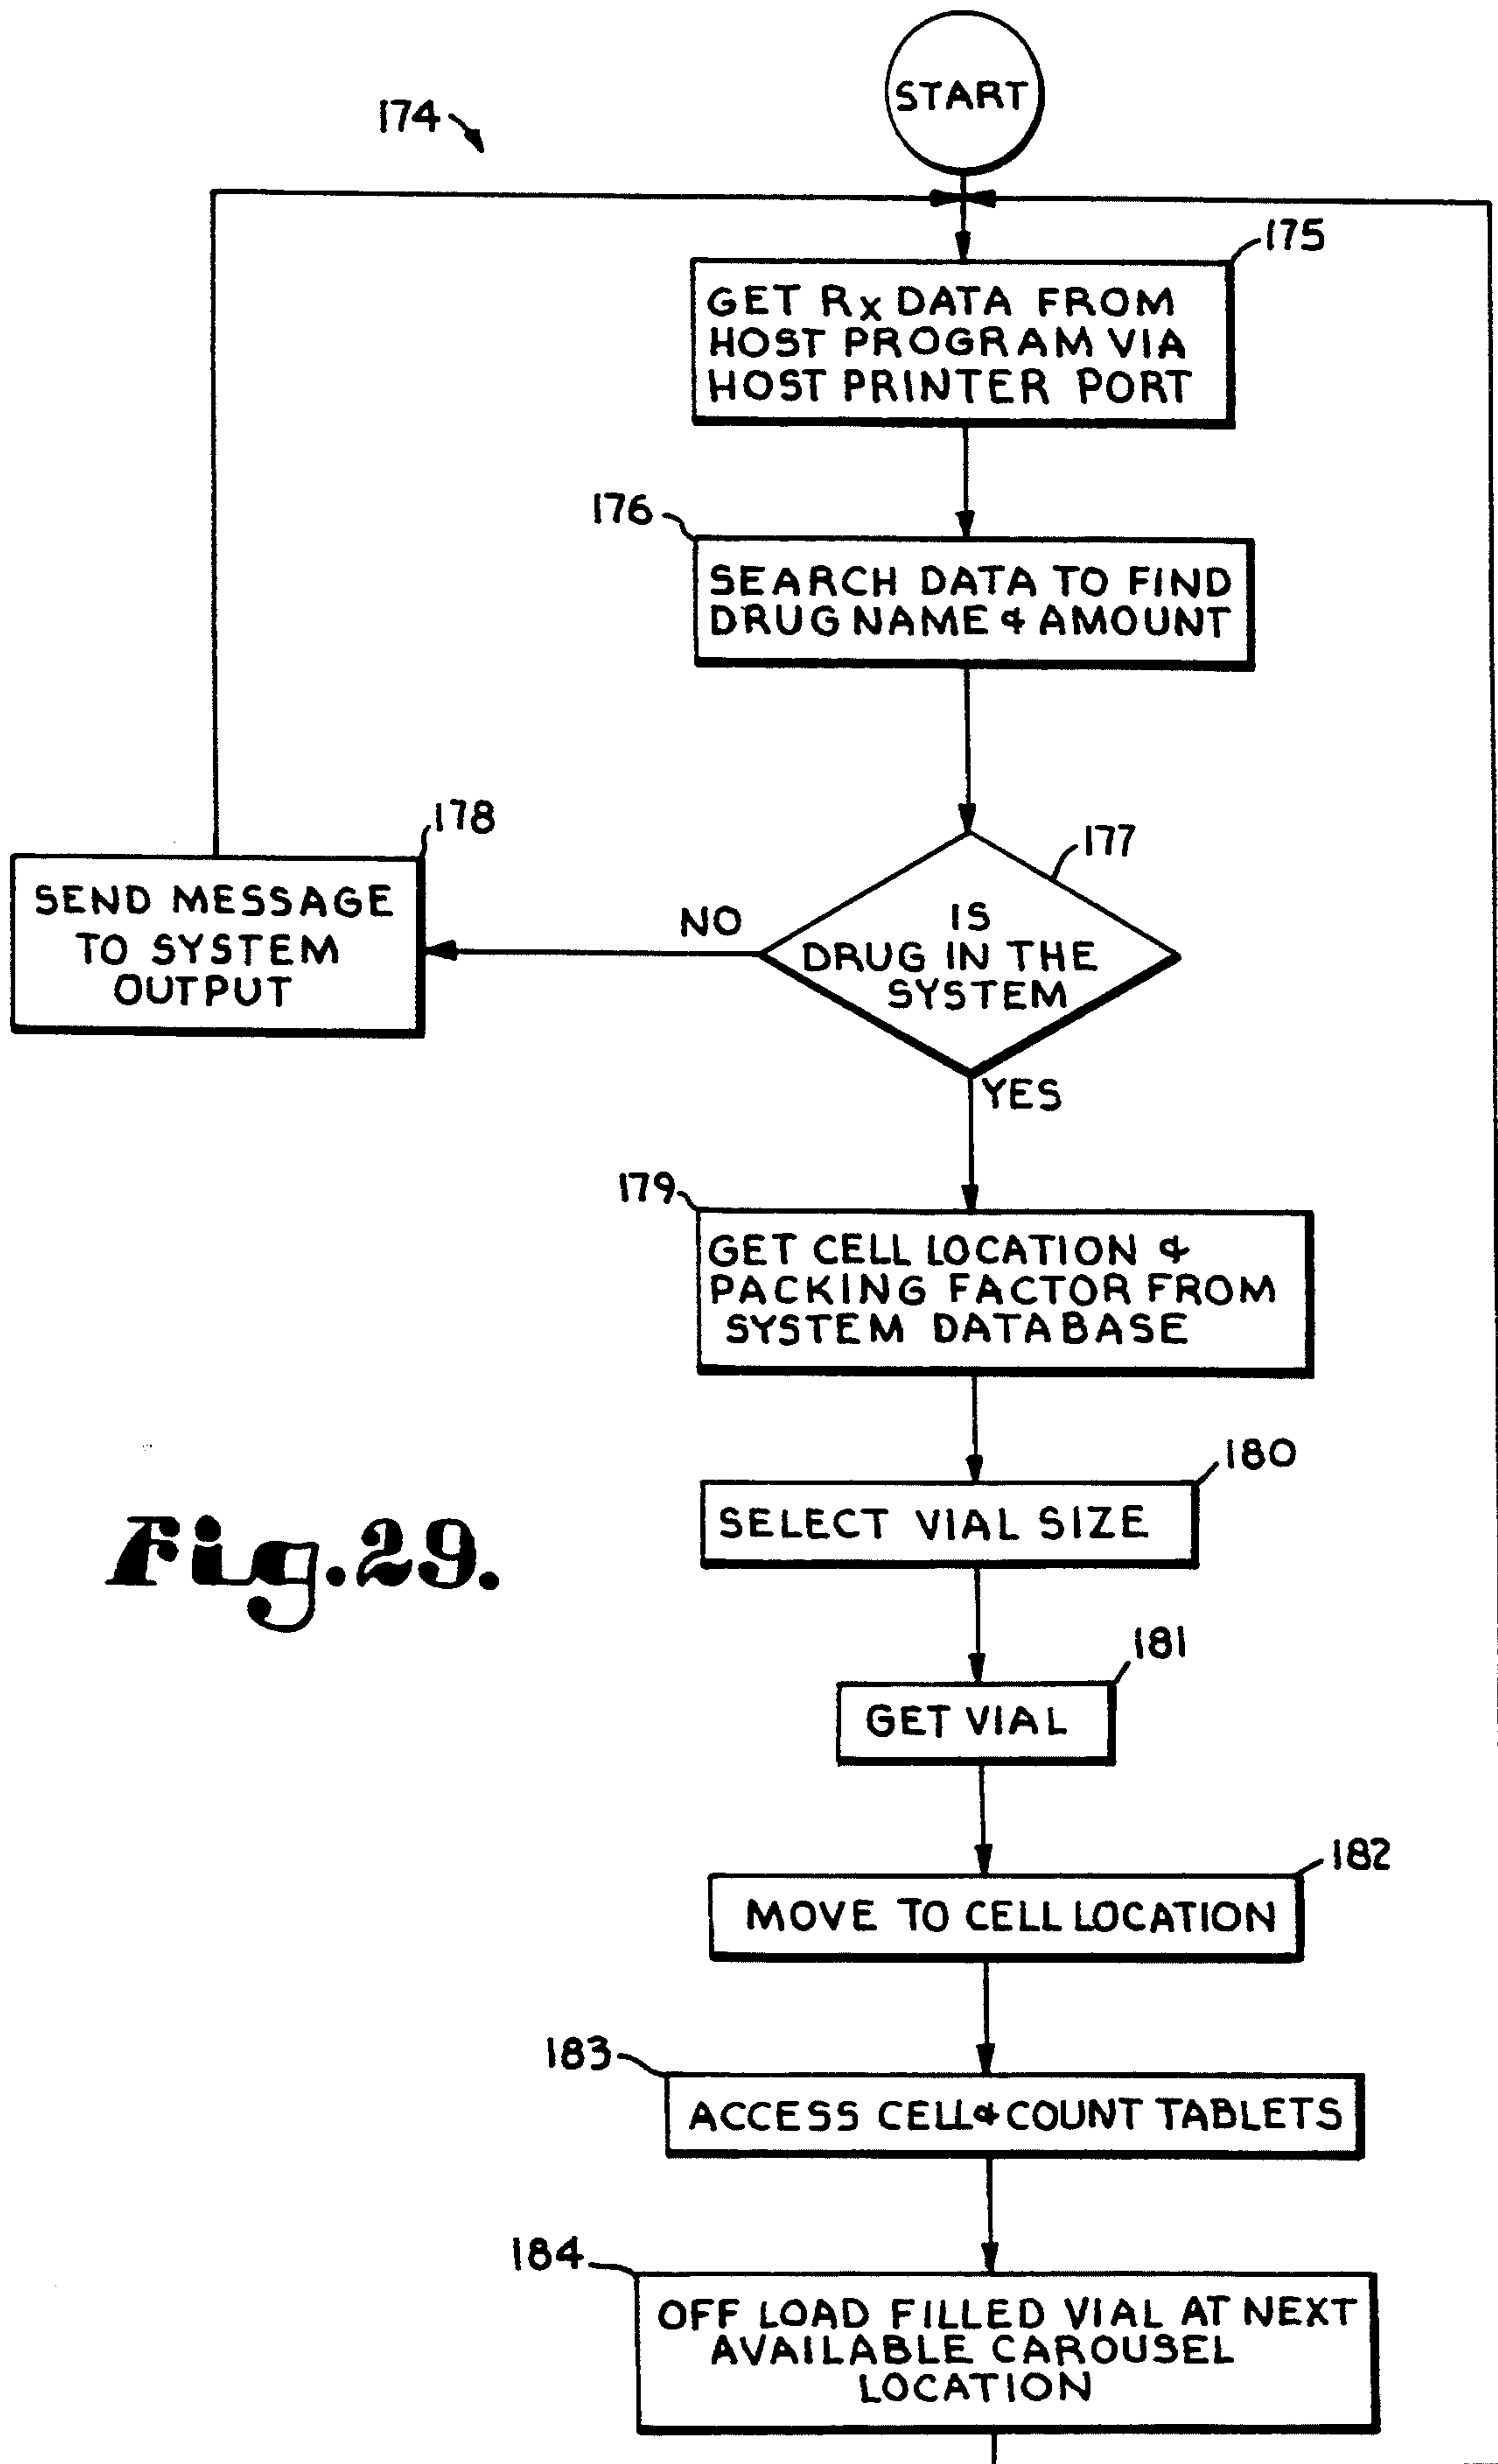 START
174
175
GET Rx DATA FROM
HOST PROGRAM VIA
HOST PRINTER PORT
176
SEARCH DATA TO FIND
DRUG NAME & AMOUNT
178
SEND MESSAGE
TO SYSTEM
OUTPUT
NO
177
IS
DRUG IN THE
SYSTEM
YES
179
GET CELL LOCATION &
PACKING FACTOR FROM
SYSTEM DATABASE
180
SELECT VIAL SIZE
Fig.29.
181
GET VIAL
182
MOVE TO CELL LOCATION
183
ACCESS CELL & COUNT TABLETS
184
OFF LOAD FILLED VIAL AT NEXT
AVAILABLE CAROUSEL
LOCATION